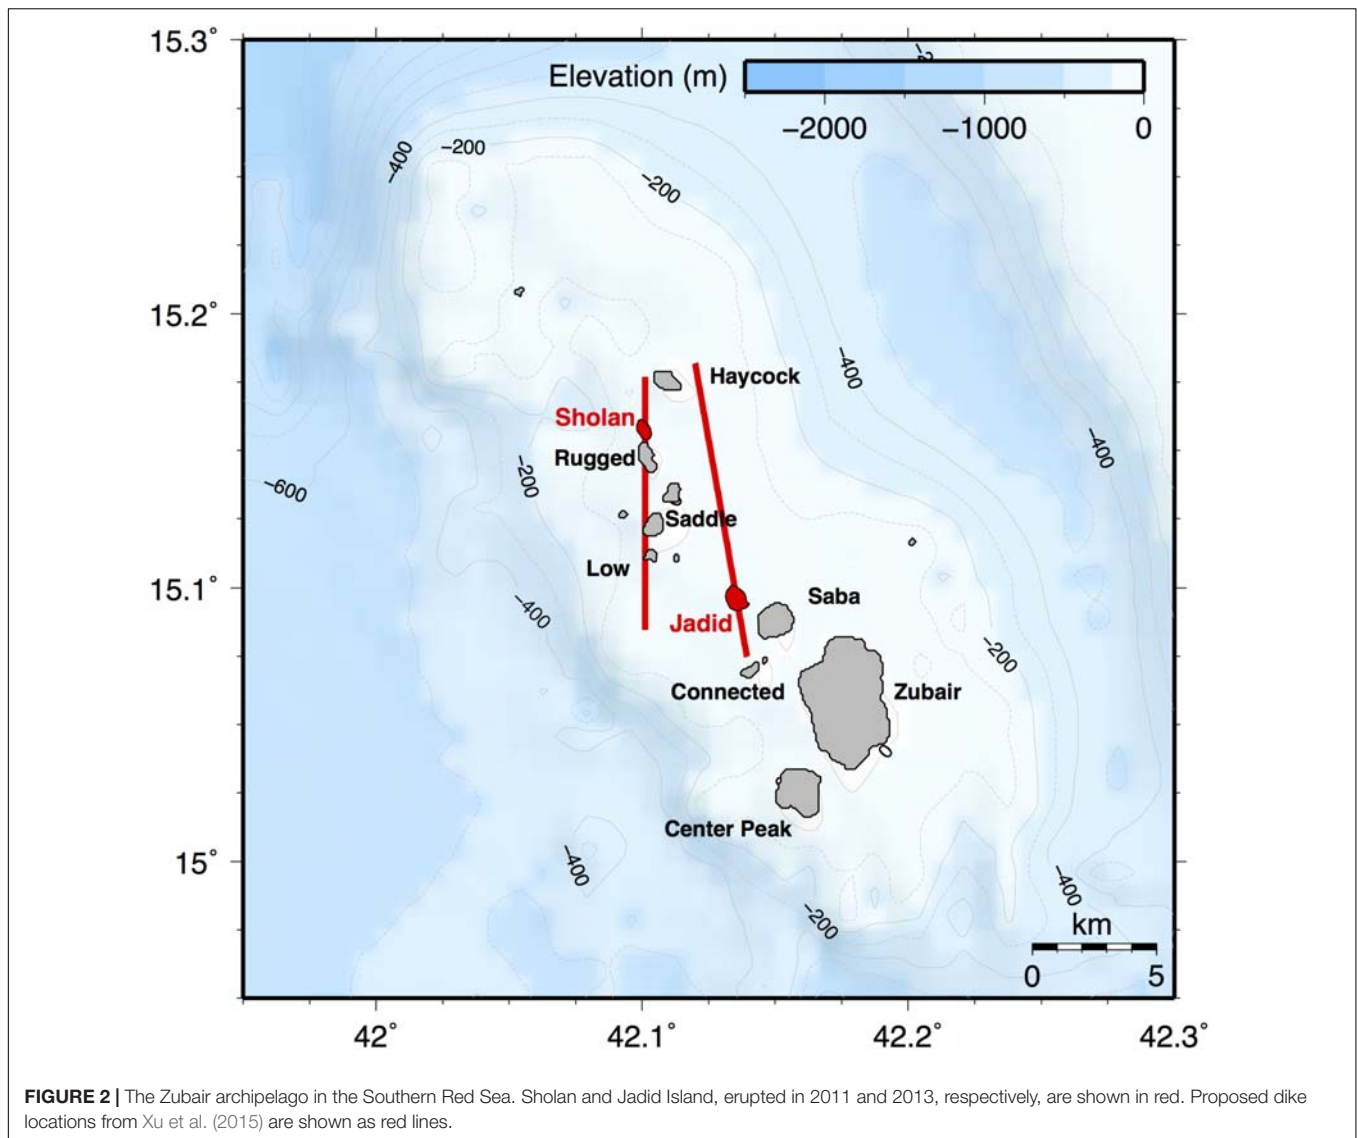 15.3°
Elevation (m)
−2000 −1000 0
−400
−200
−200
15.2°
−400
Haycock
Sholan
Rugged
−400
−200
−600
Saddle
Low
15.1°
Saba
−400
Jadid
−200
Connected
Zubair
Center Peak
15°
−400
−400
−200
km
0 5
42° 42.1° 42.2° 42.3°
FIGURE 2 | The Zubair archipelago in the Southern Red Sea. Sholan and Jadid Island, erupted in 2011 and 2013, respectively, are shown in red. Proposed dike
locations from Xu et al. (2015) are shown as red lines.